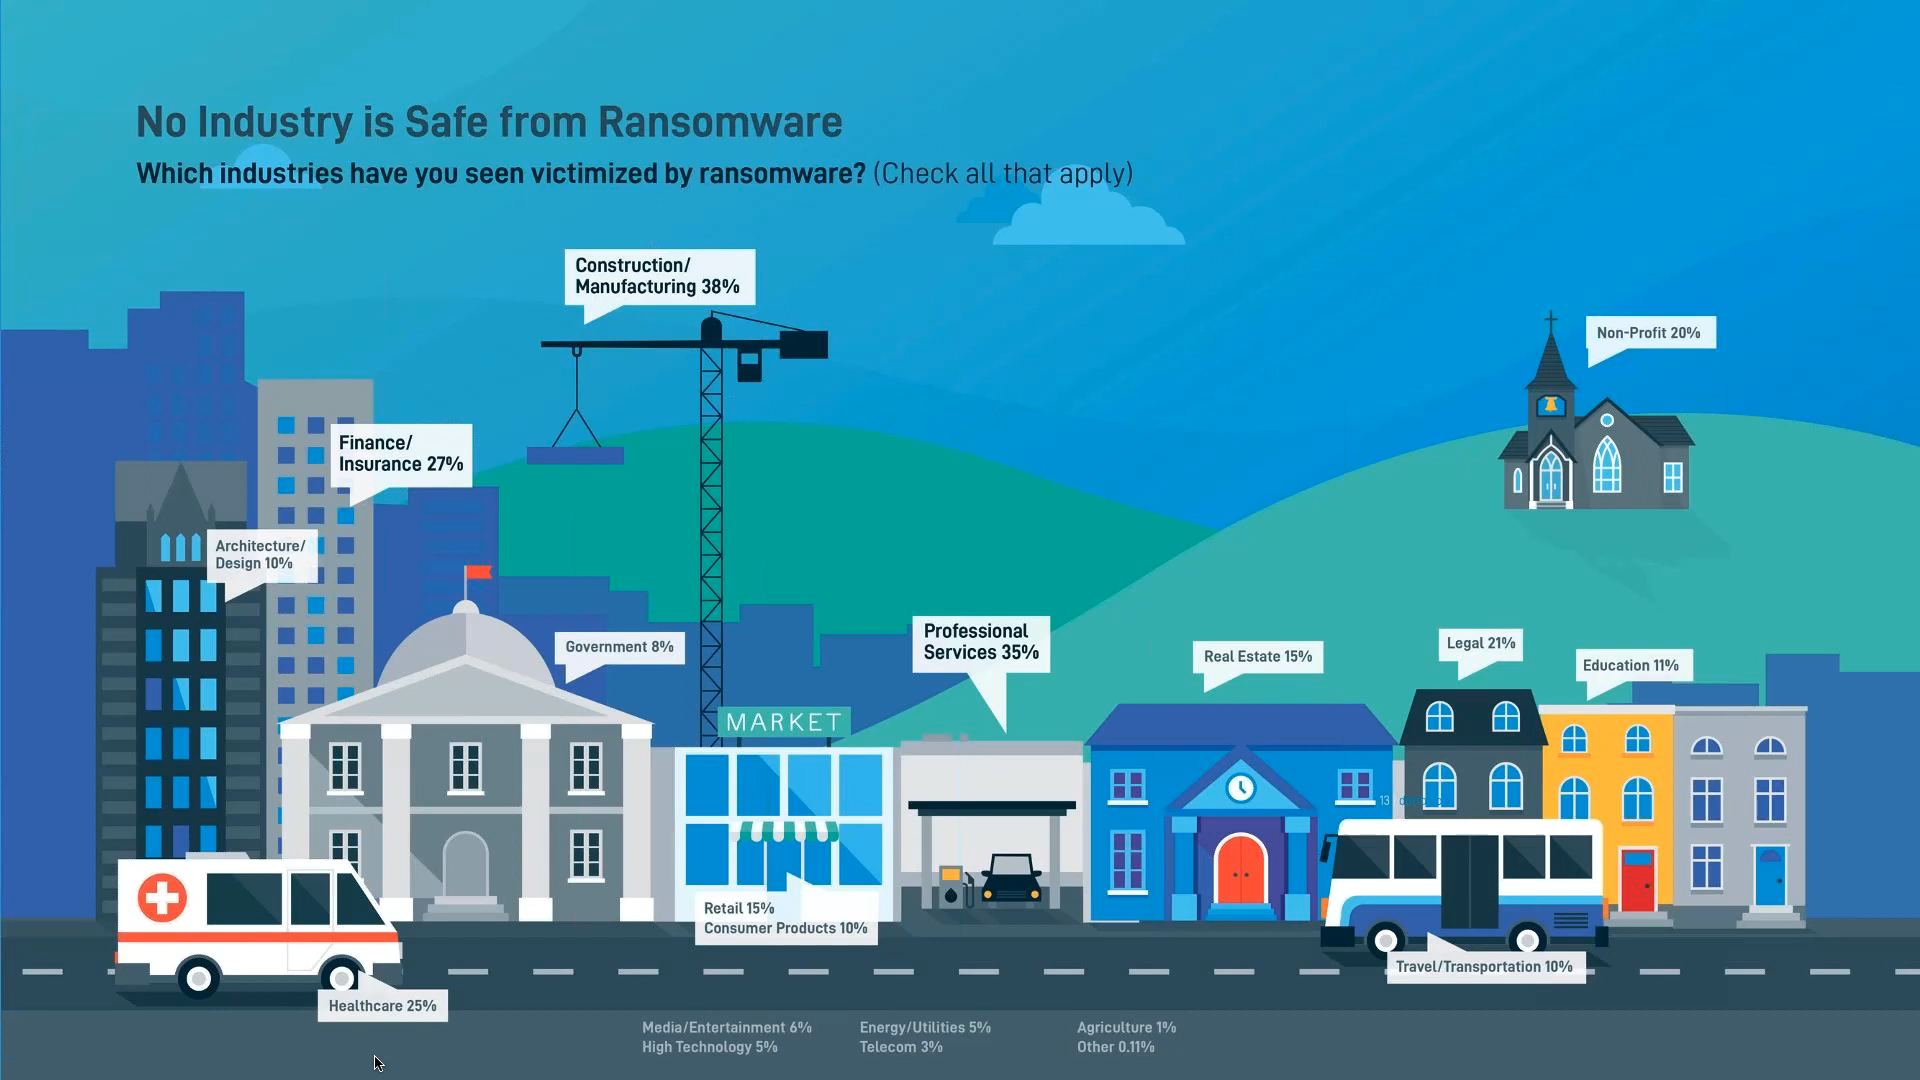 No Industry is Safe from Ransomware
Which industries have you seen victimized by ransomware? (Check all that apply)
Construction/
Manufacturing 38%
Non-Profit 20%
Finance/
Insurance 27%
Architecture/
Design 10%
Government 8%
Professional
Services 35%
Real Estate 15%
Legal 21%
Education 11%
MARKET
13
Retail 15%
Consumer Products 10%
Travel/Transportation 10%
Healthcare 25%
Media/Entertainment 6%
High Technology 5%
Energy/Utilities 5%
Telecom 3%
Agriculture 1%
Other 0.11%